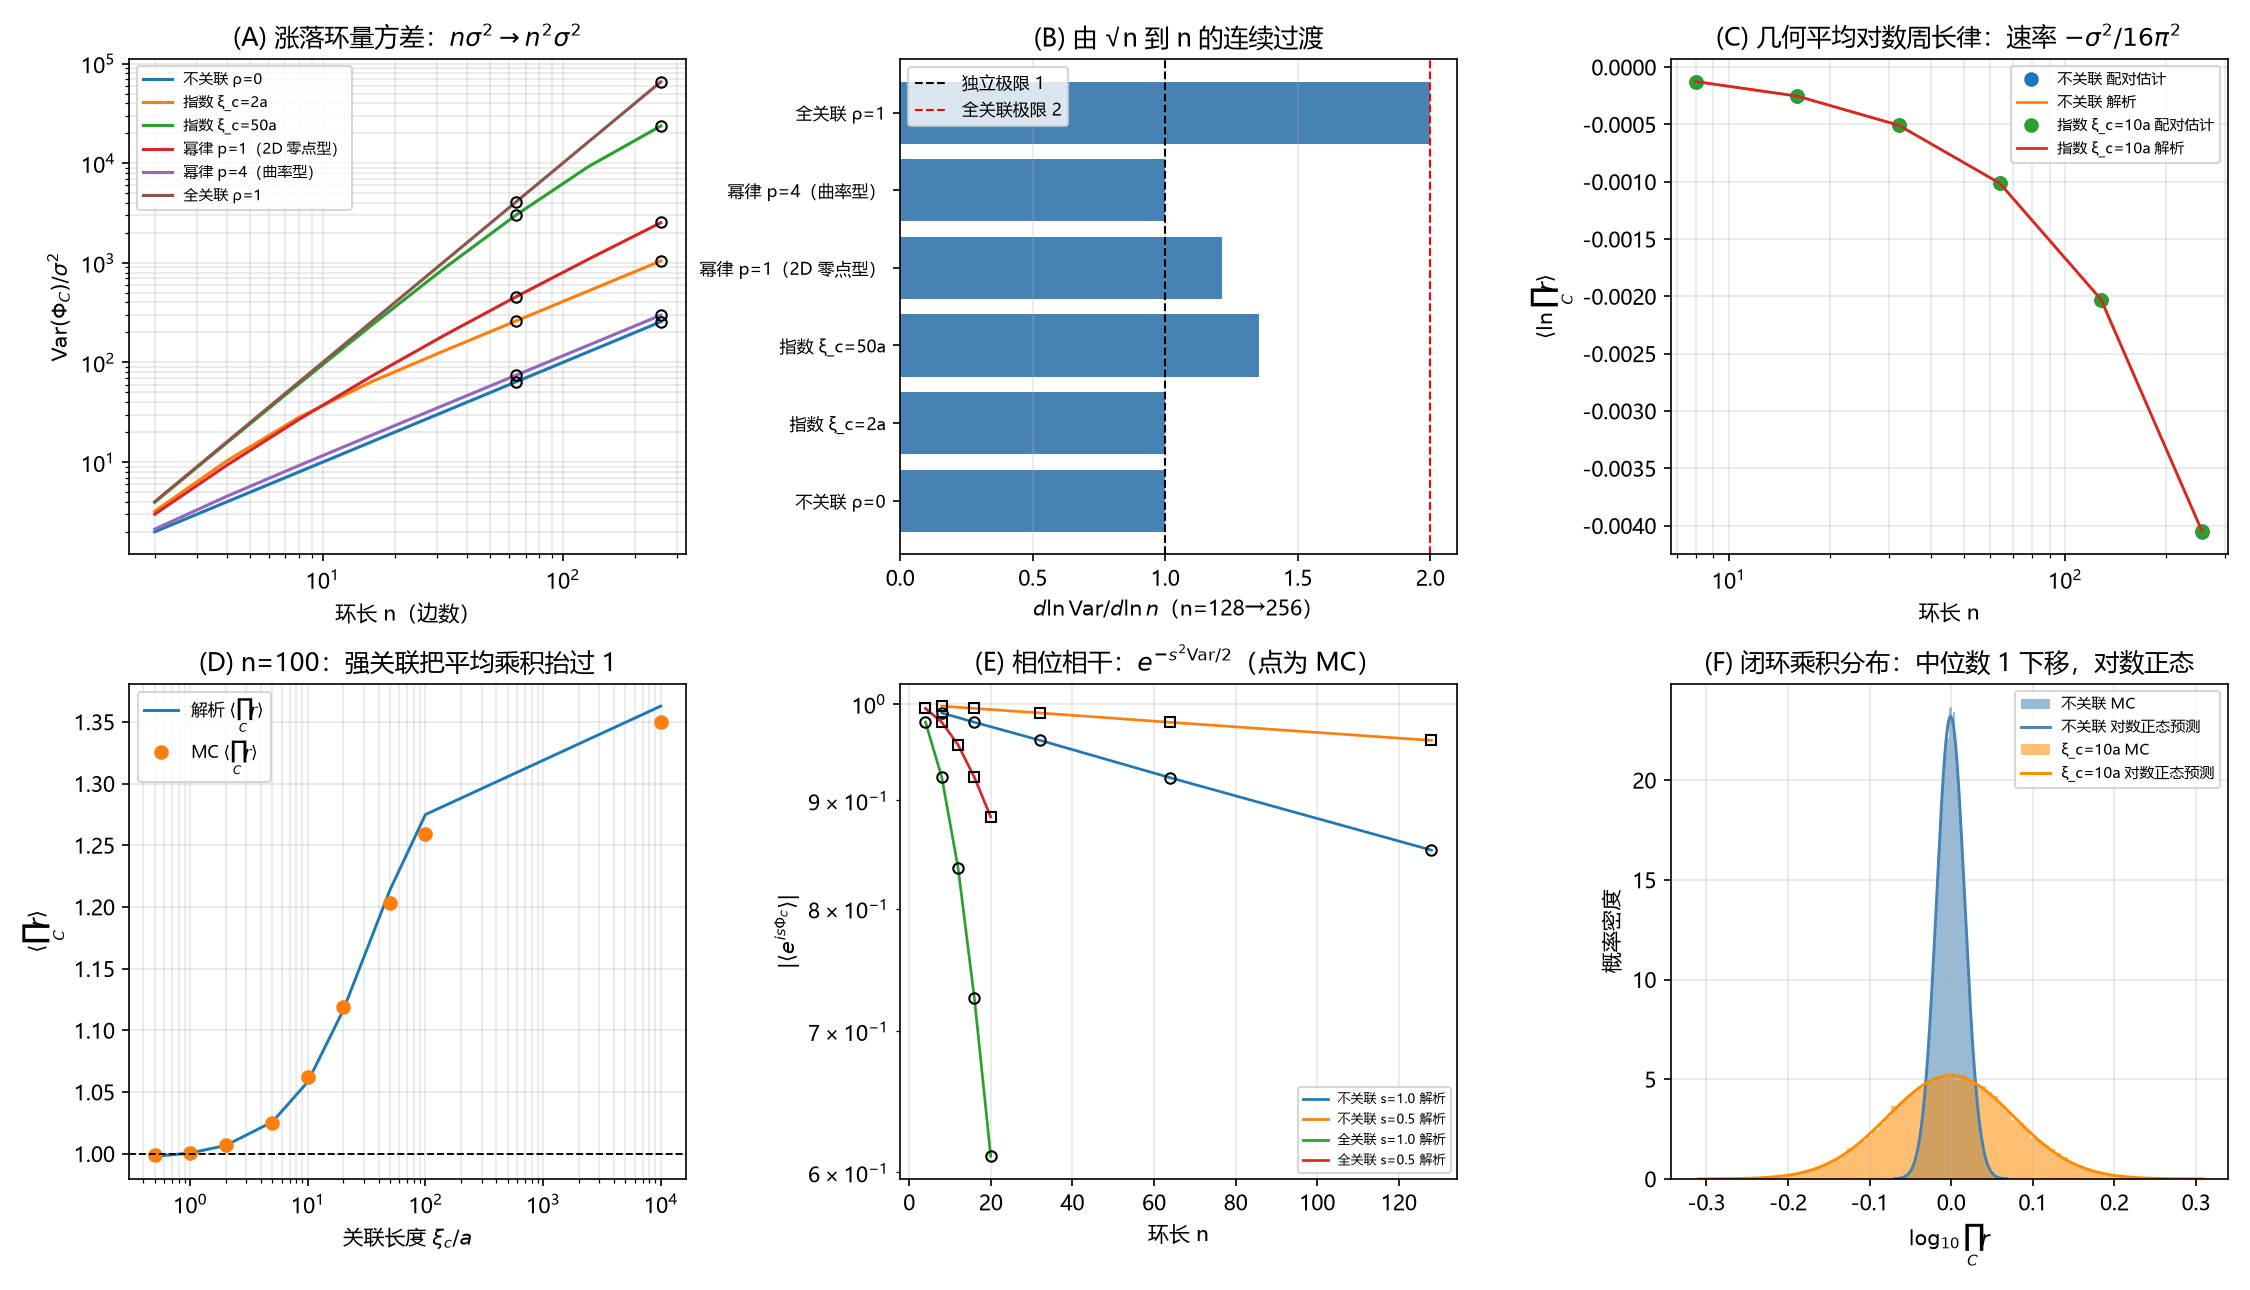 (A) 涨落环量方差：nσ² → n²σ²
不关联 ρ=0
指数 ξ_c=2a
指数 ξ_c=50a
幂律 p=1（2D 零点型）
幂律 p=4（曲率型）
全关联 ρ=1
Var(Φ_C)/σ²
10⁵
10⁴
10³
10²
10¹
10¹ 10²
环长 n（边数）
(B) 由 √n 到 n 的连续过渡
独立极限 1
全关联极限 2
全关联 ρ=1
幂律 p=4（曲率型）
幂律 p=1（2D 零点型）
指数 ξ_c=50a
指数 ξ_c=2a
不关联 ρ=0
0.0 0.5 1.0 1.5 2.0
d ln Var/d ln n（n=128→256）
(C) 几何平均对数周长律：速率 −σ²/16π²
不关联 配对估计
不关联 解析
指数 ξ_c=10a 配对估计
指数 ξ_c=10a 解析
⟨ln ∏_C r⟩
0.0000
-0.0005
-0.0010
-0.0015
-0.0020
-0.0025
-0.0030
-0.0035
-0.0040
10¹ 10²
环长 n
(D) n=100：强关联把平均乘积抬过 1
解析 ⟨∏_C r⟩
MC ⟨∏_C r⟩
⟨∏_C r⟩
1.35
1.30
1.25
1.20
1.15
1.10
1.05
1.00
10⁰ 10¹ 10² 10³ 10⁴
关联长度 ξ_c/a
(E) 相位相干：e^{−s²Var/2}（点为 MC）
|⟨e^{isΦ_C}⟩|
10⁰
9 × 10⁻¹
8 × 10⁻¹
7 × 10⁻¹
6 × 10⁻¹
不关联 s=1.0 解析
不关联 s=0.5 解析
全关联 s=1.0 解析
全关联 s=0.5 解析
0 20 40 60 80 100 120
环长 n
(F) 闭环乘积分布：中位数 1 下移，对数正态
不关联 MC
不关联 对数正态预测
ξ_c=10a MC
ξ_c=10a 对数正态预测
概率密度
20
15
10
5
0
-0.3 -0.2 -0.1 0.0 0.1 0.2 0.3
log₁₀ ∏_C r